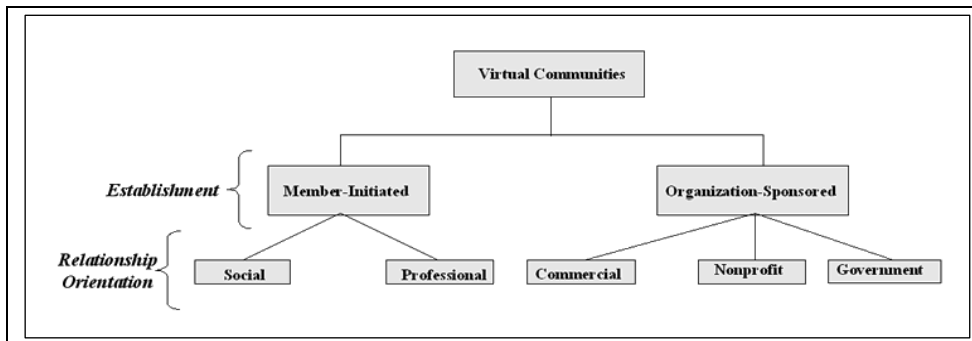 Virtual Communities
Establishment
Member-Initiated
Organization-Sponsored
Relationship
Orientation
Social
Professional
Commercial
Nonprofit
Government